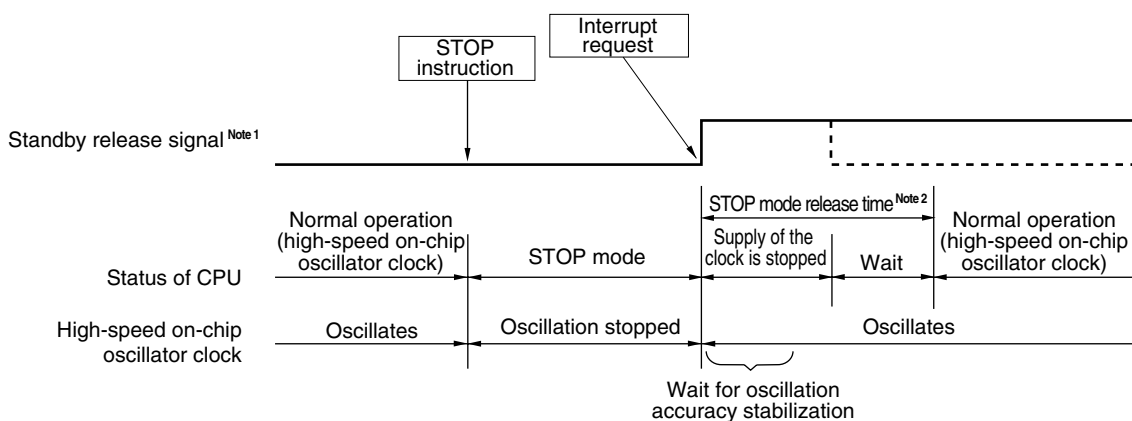 STOP
instruction
Interrupt
request
Standby release signal Note 1
STOP mode release time Note 2
Normal operation
(high-speed on-chip
oscillator clock)
STOP mode
Supply of the
clock is stopped
Wait
Normal operation
(high-speed on-chip
oscillator clock)
Status of CPU
High-speed on-chip
oscillator clock
Oscillates
Oscillation stopped
Oscillates
Wait for oscillation
accuracy stabilization